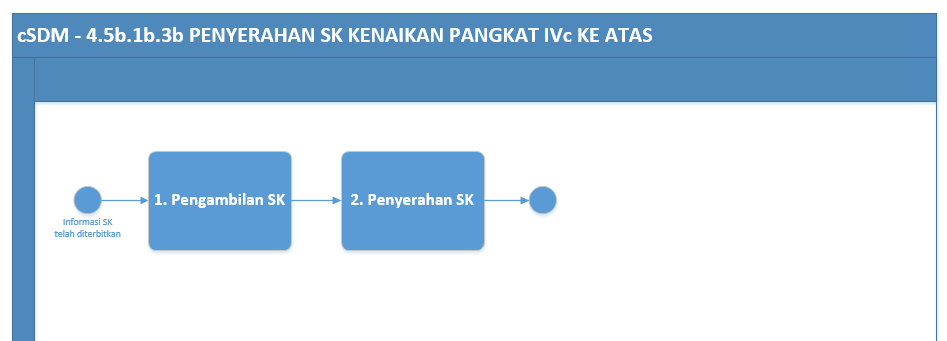 cSDM - 4.5b.1b.3b PENYERAHAN SK KENAIKAN PANGKAT IVc KE ATAS
1. Pengambilan SK
2. Penyerahan SK
Informasi SK
telah diterbitkan